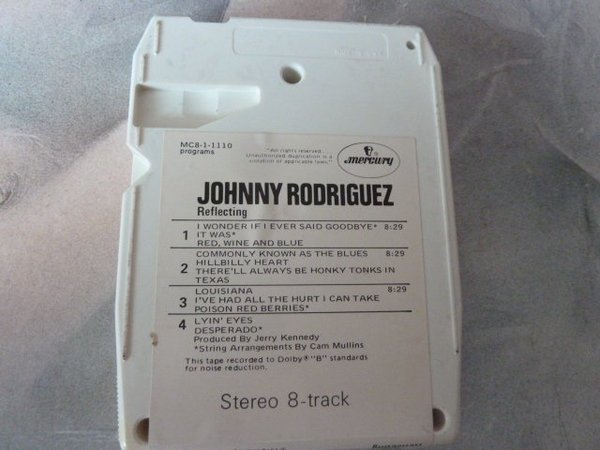 MC8-1-1110
programs
"All rights reserved.
Unauthorized duplication is a
violation of applicable laws."
mercury
JOHNNY RODRIGUEZ
Reflecting
1 I WONDER IF I EVER SAID GOODBYE* 8:29
IT WAS*
RED, WINE AND BLUE
2 COMMONLY KNOWN AS THE BLUES 8:29
HILLBILLY HEART
THERE'LL ALWAYS BE HONKY TONKS IN
TEXAS
3 LOUISIANA 8:29
I'VE HAD ALL THE HURT I CAN TAKE
POISON RED BERRIES*
4 LYIN' EYES
DESPERADO*
Produced By Jerry Kennedy
*String Arrangements By Cam Mullins
This tape recorded to Dolby® "B" standards
for noise reduction.
Stereo 8-track